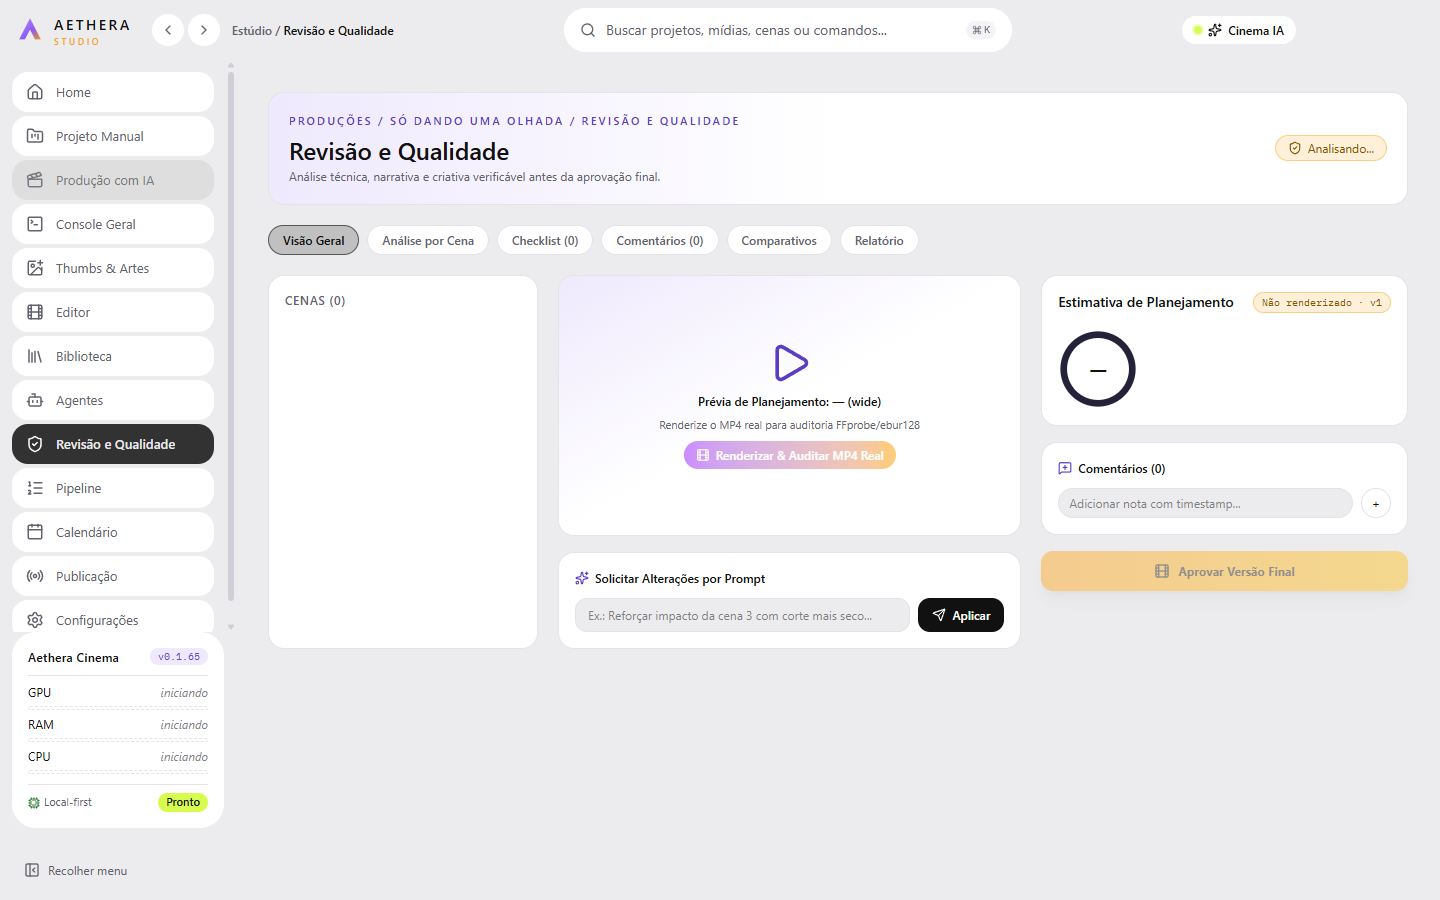 AETHERA
STUDIO
Estúdio / Revisão e Qualidade
Buscar projetos, mídias, cenas ou comandos...
⌘ K
Cinema IA
Home
Projeto Manual
Produção com IA
Console Geral
Thumbs & Artes
Editor
Biblioteca
Agentes
Revisão e Qualidade
Pipeline
Calendário
Publicação
Configurações
Aethera Cinema
v0.1.65
GPU
iniciando
RAM
iniciando
CPU
iniciando
Local-first
Pronto
Recolher menu
PRODUÇÕES / SÓ DANDO UMA OLHADA / REVISÃO E QUALIDADE
Revisão e Qualidade
Análise técnica, narrativa e criativa verificável antes da aprovação final.
Analisando...
Visão Geral
Análise por Cena
Checklist (0)
Comentários (0)
Comparativos
Relatório
CENAS (0)
Prévia de Planejamento: — (wide)
Renderize o MP4 real para auditoria FFprobe/ebur128
Renderizar & Auditar MP4 Real
Solicitar Alterações por Prompt
Ex.: Reforçar impacto da cena 3 com corte mais seco...
Aplicar
Estimativa de Planejamento
Não renderizado · v1
—
Comentários (0)
Adicionar nota com timestamp...
+
Aprovar Versão Final